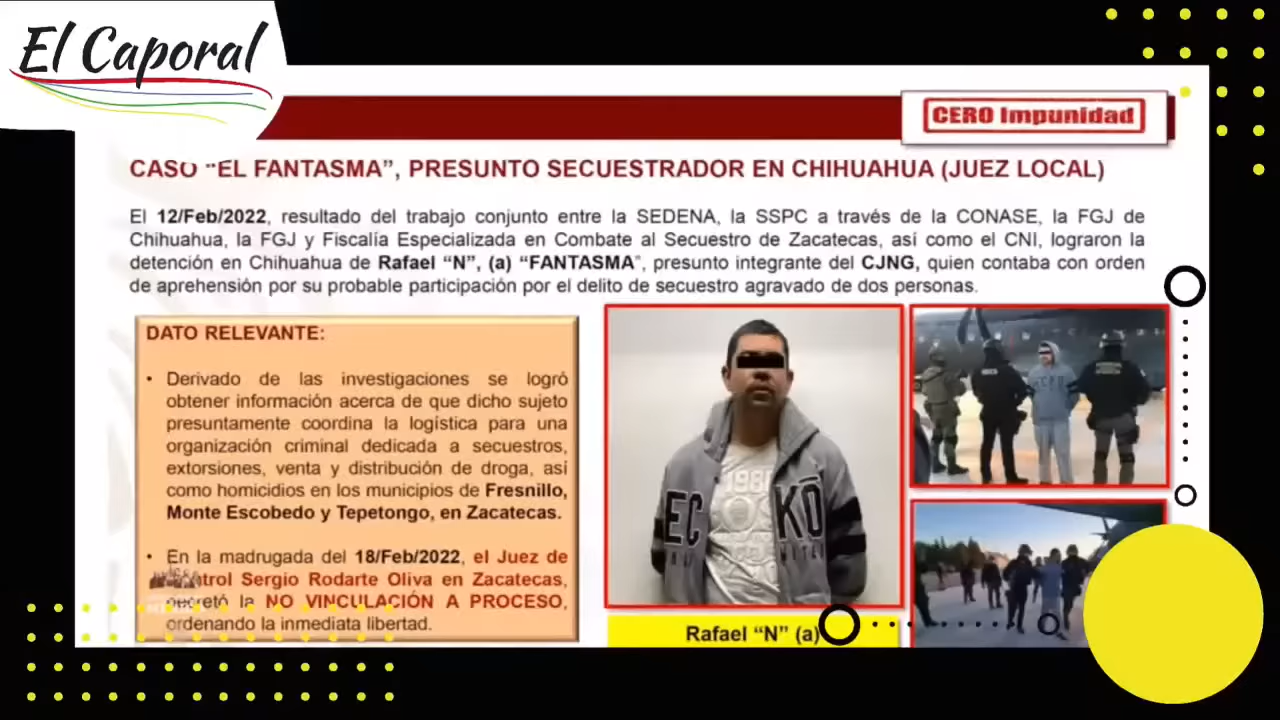 El Caporal
CERO Impunidad
CASO "EL FANTASMA", PRESUNTO SECUESTRADOR EN CHIHUAHUA (JUEZ LOCAL)
El 12/Feb/2022, resultado del trabajo conjunto entre la SEDENA, la SSPC a través de la CONASE, la FGJ de
Chihuahua, la FGJ y Fiscalía Especializada en Combate al Secuestro de Zacatecas, así como el CNI, lograron la
detención en Chihuahua de Rafael "N", (a) "FANTASMA", presunto integrante del CJNG, quien contaba con orden
de aprehensión por su probable participación por el delito de secuestro agravado de dos personas.
DATO RELEVANTE:
• Derivado de las investigaciones se logró
obtener información acerca de que dicho sujeto
presuntamente coordina la logística para una
organización criminal dedicada a secuestros,
extorsiones, venta y distribución de droga, así
como homicidios en los municipios de Fresnillo,
Monte Escobedo y Tepetongo, en Zacatecas.
• En la madrugada del 18/Feb/2022, el Juez de
trol Sergio Rodarte Oliva en Zacatecas,
decretó la NO VINCULACIÓN A PROCESO,
ordenando la inmediata libertad.
EC KŌ
Rafael "N" (a)